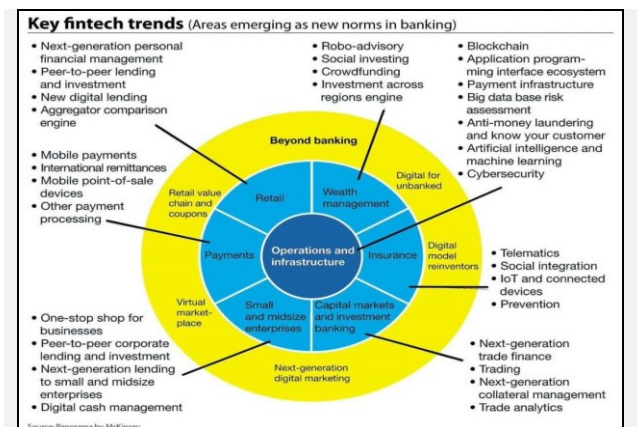 Key fintech trends (Areas emerging as new norms in banking)
• Next-generation personal
financial management
• Peer-to-peer lending
and investment
• New digital lending
• Aggregator comparison
engine
• Robo-advisory
• Social investing
• Crowdfunding
• Investment across
regions engine
• Blockchain
• Application program-
ming interface ecosystem
• Payment infrastructure
• Big data base risk
assessment
• Anti-money laundering
and know your customer
• Artificial intelligence and
machine learning
• Cybersecurity
• Mobile payments
• International remittances
• Mobile point-of-sale
devices
• Other payment
processing
Beyond banking
Retail value
chain and
coupons
Retail
Wealth
management
Digital for
unbanked
Payments
Operations and
infrastructure
Insurance
Digital
model
reinventors
Virtual
market-
place
Small
and midsize
enterprises
Capital markets
and investment
banking
Next-generation
digital marketing
• Telematics
• Social integration
• IoT and connected
devices
• Prevention
• One-stop shop for
businesses
• Peer-to-peer corporate
lending and investment
• Next-generation lending
to small and midsize
enterprises
• Digital cash management
• Next-generation
trade finance
• Trading
• Next-generation
collateral management
• Trade analytics
Source: Panorama by McKinsey